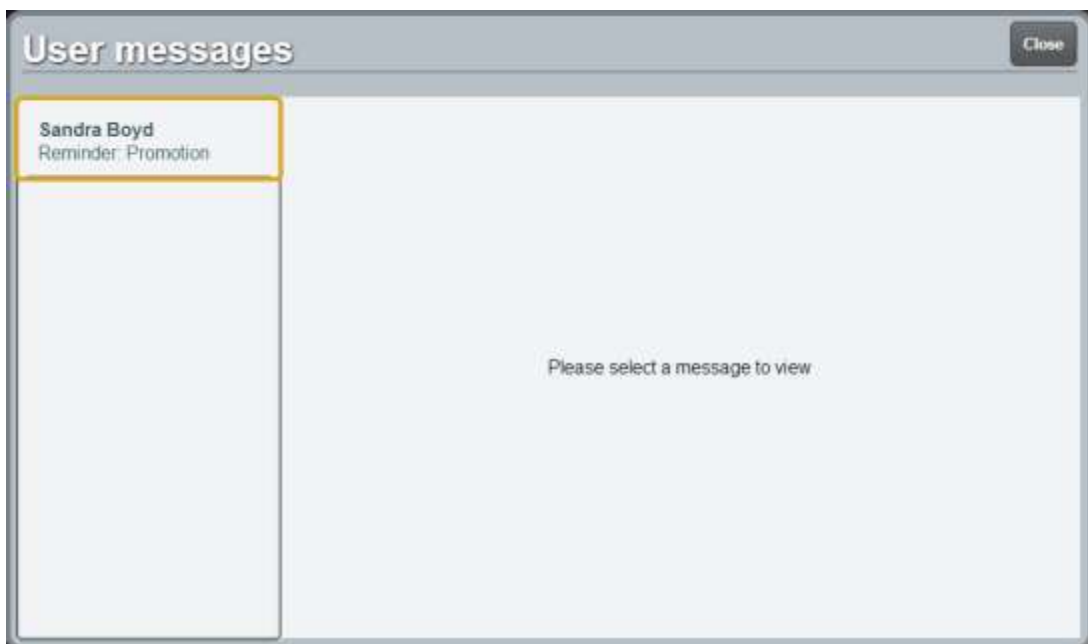 User messages
Close
Sandra Boyd
Reminder: Promotion
Please select a message to view